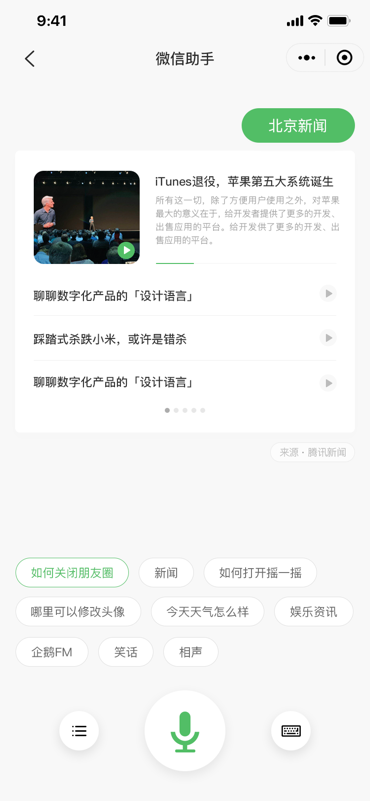 9:41
微信助手
北京新闻
iTunes退役，苹果第五大系统诞生
所有这一切，除了方便用户使用之外，对苹果
最大的意义在于，给开发者提供了更多的开发、
出售应用的平台。给开发供了更多的开发、出
售应用的平台。
聊聊数字化产品的「设计语言」
踩踏式杀跌小米，或许是错杀
聊聊数字化产品的「设计语言」
来源·腾讯新闻
如何关闭朋友圈
新闻
如何打开摇一摇
哪里可以修改头像
今天天气怎么样
娱乐资讯
企鹅FM
笑话
相声